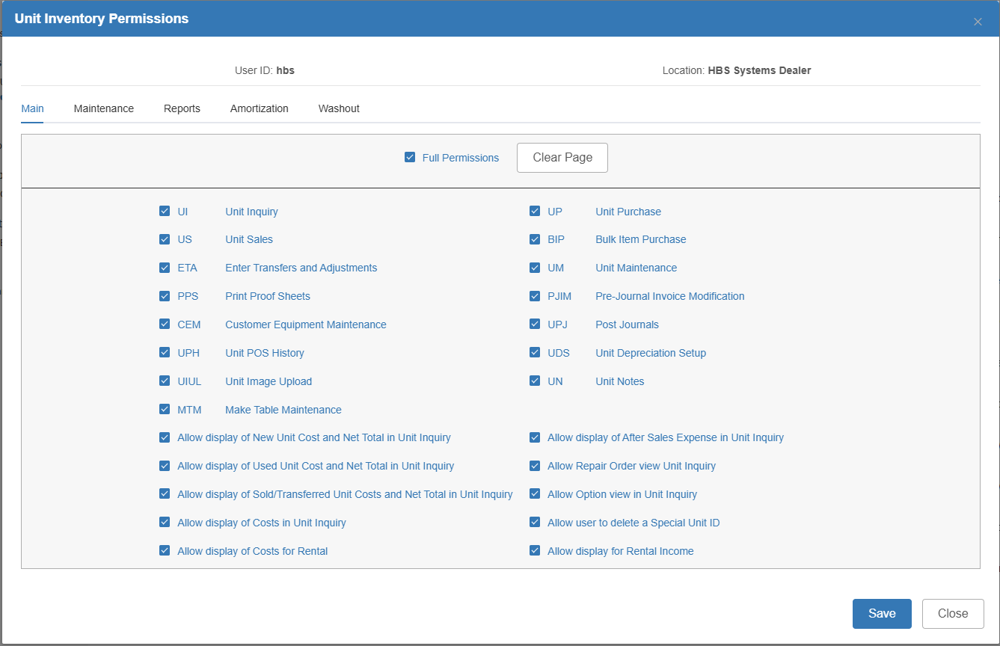 Unit Inventory Permissions
User ID: hbs Location: HBS Systems Dealer
Main Maintenance Reports Amortization Washout
Full Permissions Clear Page
UI Unit Inquiry UP Unit Purchase
US Unit Sales BIP Bulk Item Purchase
ETA Enter Transfers and Adjustments UM Unit Maintenance
PPS Print Proof Sheets PJIM Pre-Journal Invoice Modification
CEM Customer Equipment Maintenance UPJ Post Journals
UPH Unit POS History UDS Unit Depreciation Setup
UIUL Unit Image Upload UN Unit Notes
MTM Make Table Maintenance
Allow display of New Unit Cost and Net Total in Unit Inquiry Allow display of After Sales Expense in Unit Inquiry
Allow display of Used Unit Cost and Net Total in Unit Inquiry Allow Repair Order view Unit Inquiry
Allow display of Sold/Transferred Unit Costs and Net Total in Unit Inquiry Allow Option view in Unit Inquiry
Allow display of Costs in Unit Inquiry Allow user to delete a Special Unit ID
Allow display of Costs for Rental Allow display for Rental Income
Save Close